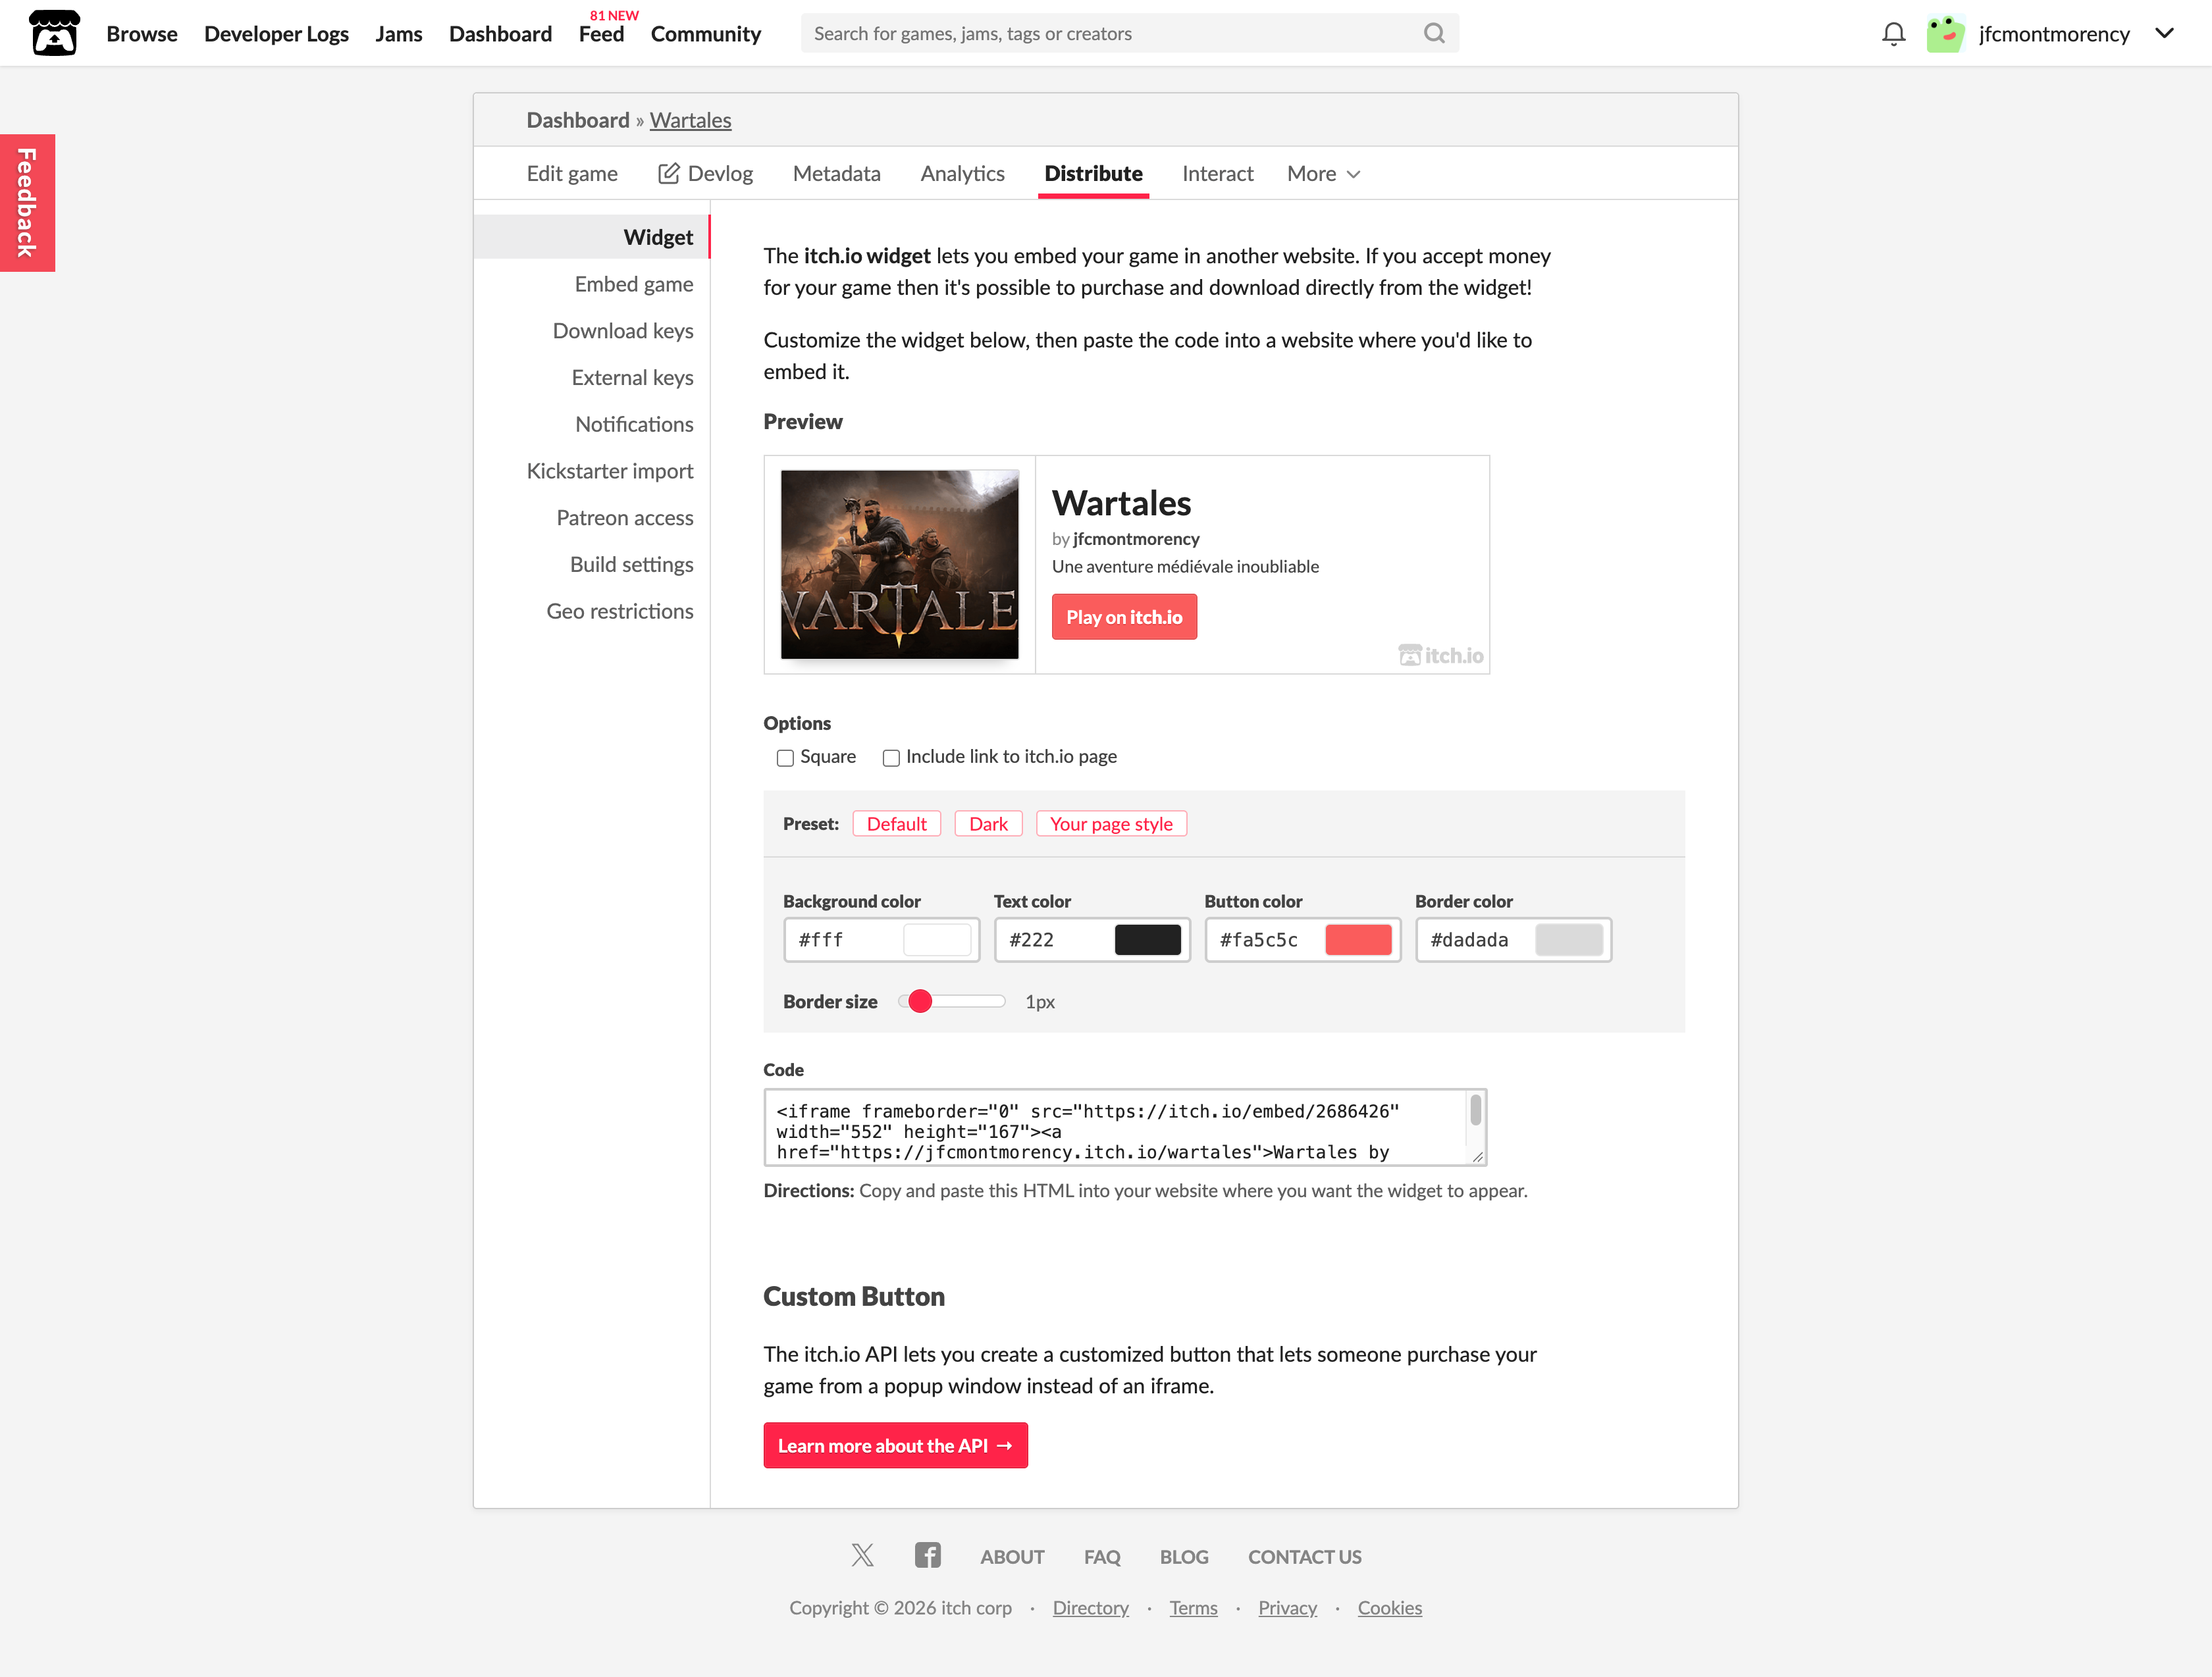 Browse
Developer Logs
Jams
Dashboard
81 NEW
Feed
Community
Search for games, jams, tags or creators
jfcmontmorency
Feedback
Dashboard » Wartales
Edit game
Devlog
Metadata
Analytics
Distribute
Interact
More
Widget
Embed game
Download keys
External keys
Notifications
Kickstarter import
Patreon access
Build settings
Geo restrictions
The itch.io widget lets you embed your game in another website. If you accept money
for your game then it's possible to purchase and download directly from the widget!
Customize the widget below, then paste the code into a website where you'd like to
embed it.
Preview
WARTALE
Wartales
by jfcmontmorency
Une aventure médiévale inoubliable
Play on itch.io
itch.io
Options
Square
Include link to itch.io page
Preset:
Default
Dark
Your page style
Background color
Text color
Button color
Border color
#fff
#222
#fa5c5c
#dadada
Border size
1px
Code
<iframe frameborder="0" src="https://itch.io/embed/2686426"
width="552" height="167"><a
href="https://jfcmontmorency.itch.io/wartales">Wartales by
Directions: Copy and paste this HTML into your website where you want the widget to appear.
Custom Button
The itch.io API lets you create a customized button that lets someone purchase your
game from a popup window instead of an iframe.
Learn more about the API →
ABOUT
FAQ
BLOG
CONTACT US
Copyright © 2026 itch corp · Directory · Terms · Privacy · Cookies